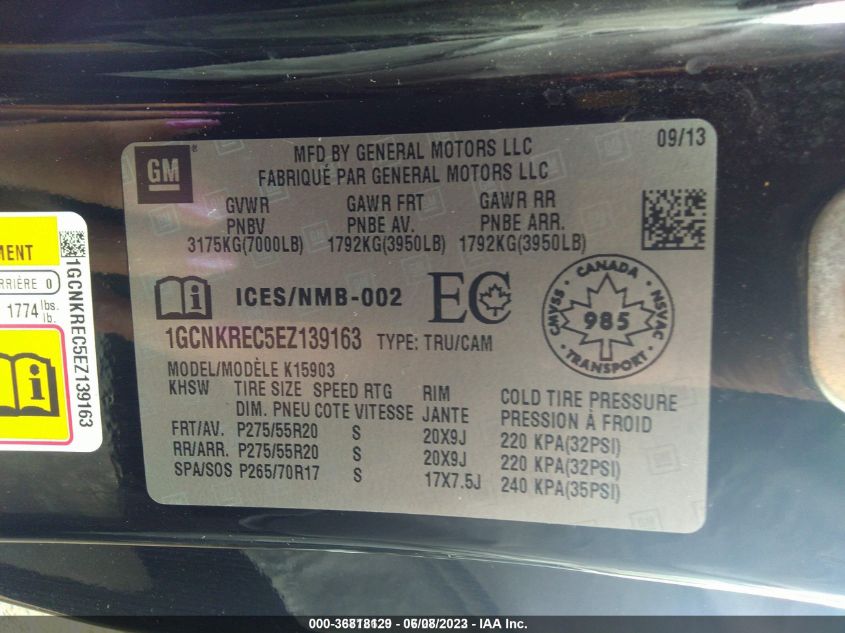 GM
MFD BY GENERAL MOTORS LLC
FABRIQUÉ PAR GENERAL MOTORS LLC
09/13
GVWR GAWR FRT GAWR RR
PNBV PNBE AV. PNBE ARR.
3175KG(7000LB) 1792KG(3950LB) 1792KG(3950LB)
ICES/NMB-002 EC
CANADA
CMVSS 985 NSVAC
TRANSPORT
1GCNKREC5EZ139163 TYPE: TRU/CAM
MODEL/MODÈLE K15903
KHSW TIRE SIZE SPEED RTG RIM COLD TIRE PRESSURE
DIM. PNEU COTE VITESSE JANTE PRESSION À FROID
FRT/AV. P275/55R20 S 20X9J 220 KPA(32PSI)
RR/ARR. P275/55R20 S 20X9J 220 KPA(32PSI)
SPA/SOS P265/70R17 S 17X7.5J 240 KPA(35PSI)
0
1774 lbs.
lb.
1GCNKREC5EZ139163
000-36818129 - 06/08/2023 - IAA Inc.